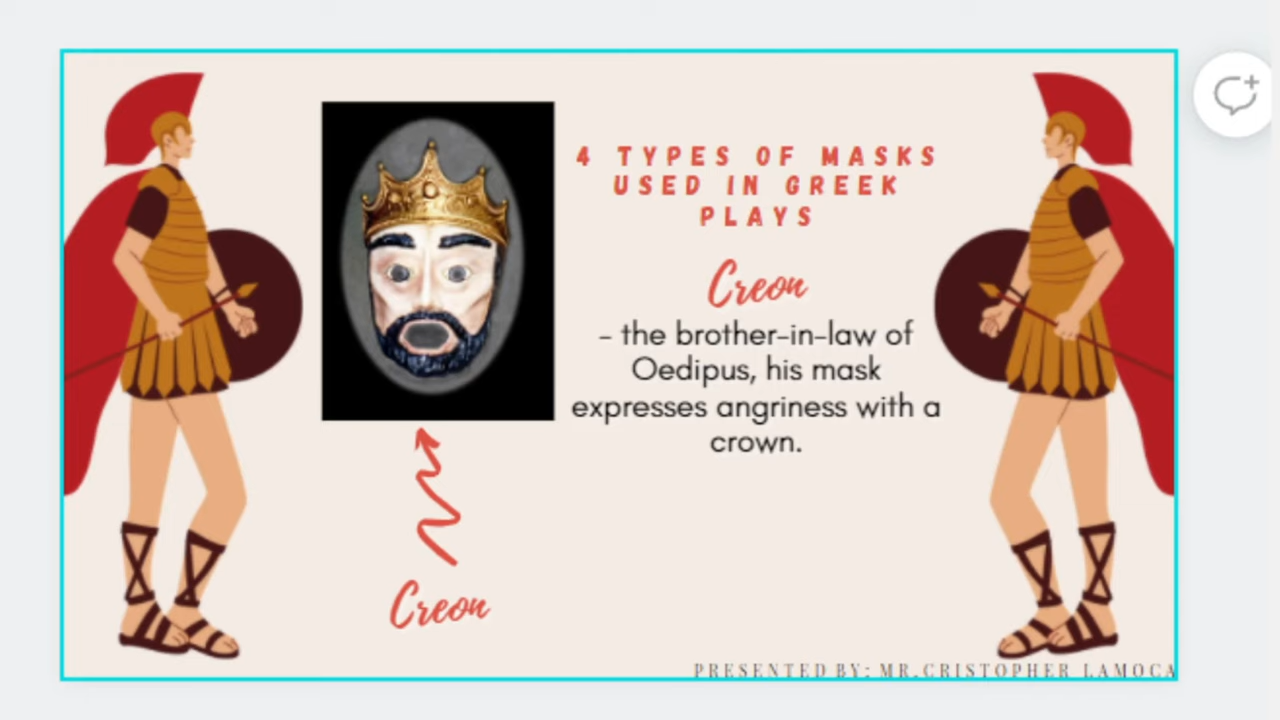 4 TYPES OF MASKS
USED IN GREEK
PLAYS
Creon
- the brother-in-law of
Oedipus, his mask
expresses angriness with a
crown.
Creon
PRESENTED BY: MR.CRISTOPHER LAMOCA